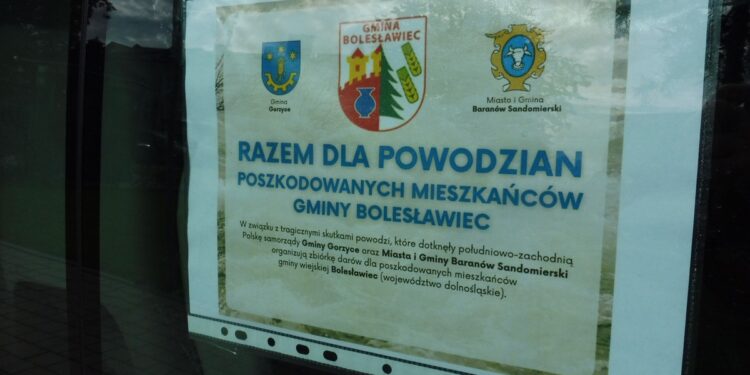 GMINA
BOLESŁAWIEC
Gmina
Gorzyce
Miasta i Gmina
Baranów Sandomierski
RAZEM DLA POWODZIAN
POSZKODOWANYCH MIESZKAŃCÓW
GMINY BOLESŁAWIEC
W związku z tragicznymi skutkami powodzi, które dotknęły południowo-zachodnią
Polskę samorządy Gminy Gorzyce oraz Miasta i Gminy Baranów Sandomierski
organizują zbiórkę darów dla poszkodowanych mieszkańców
gminy wiejskiej Bolesławiec (województwo dolnośląskie).